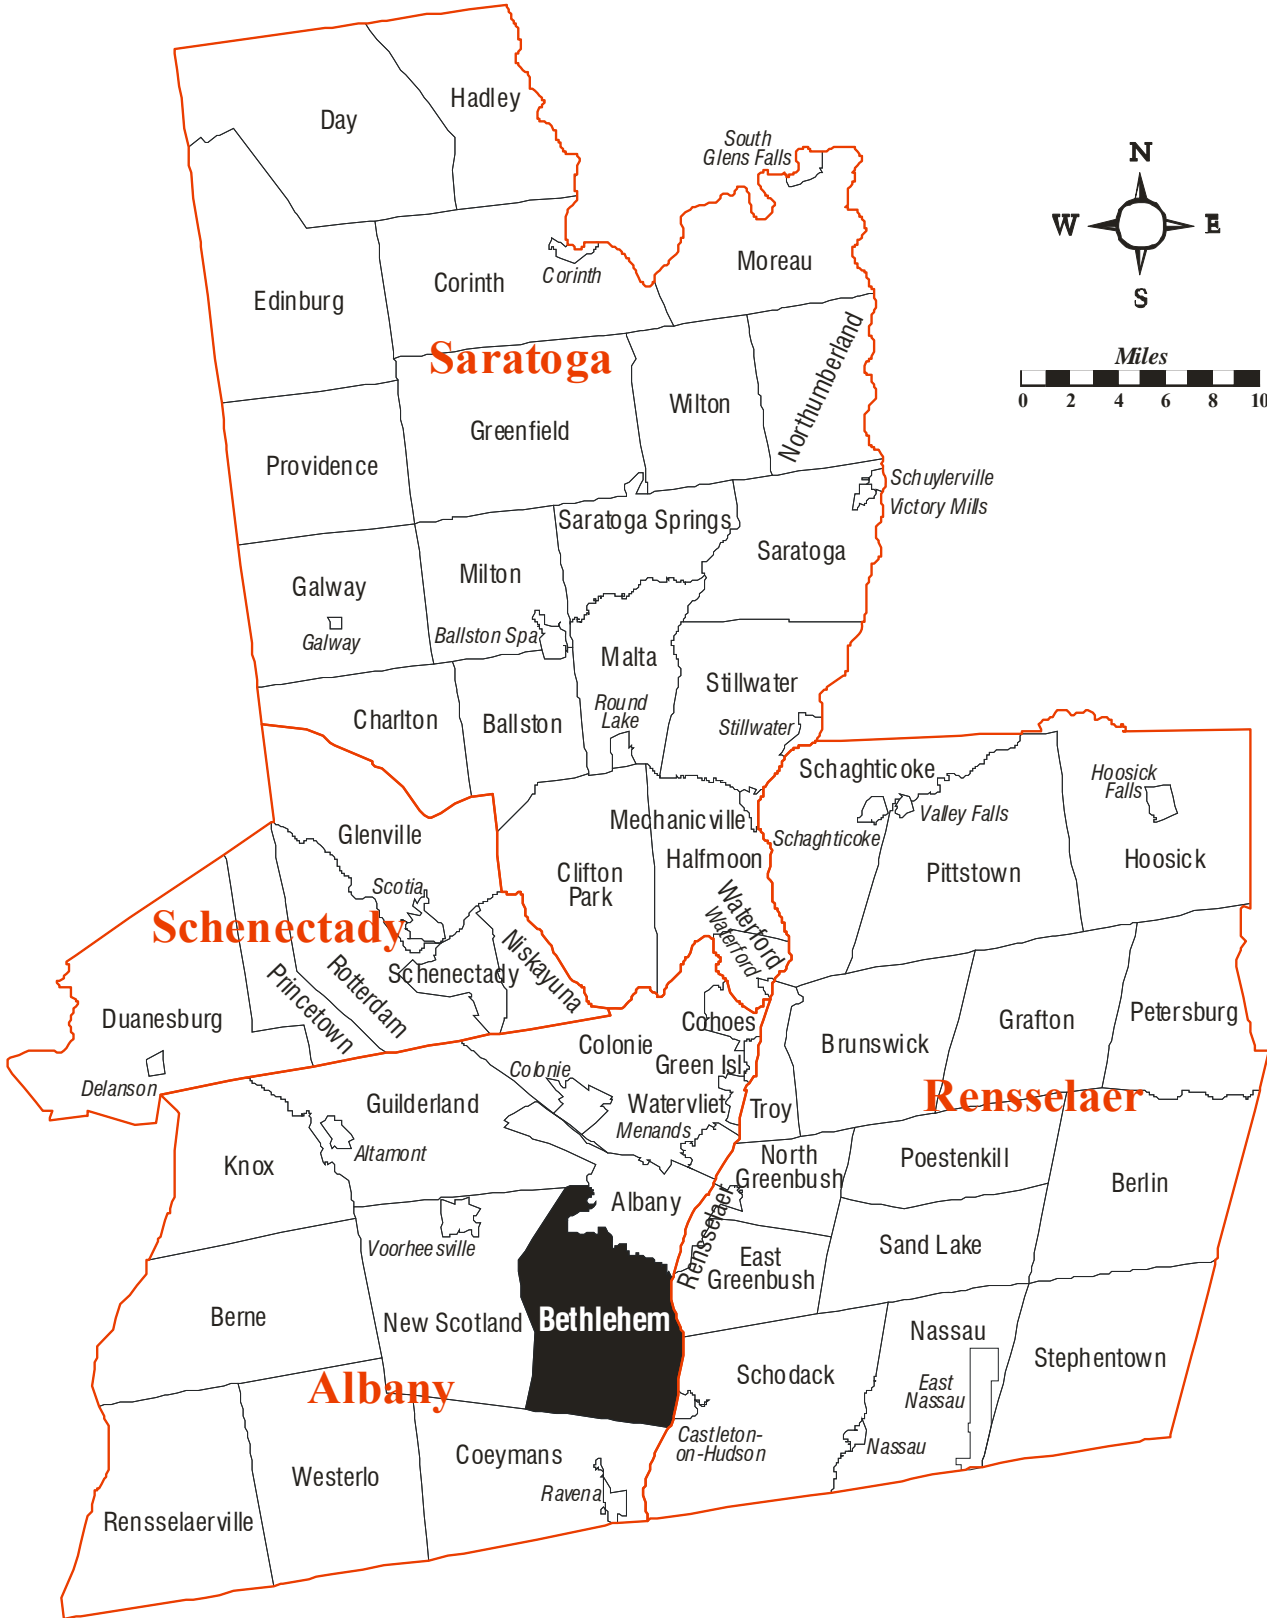 Hadley
Day
South
Glens Falls
N
W
E
S
Moreau
Corinth
Corinth
Edinburg
Miles
0 2 4 6 8 10
Saratoga
Northumberland
Wilton
Greenfield
Providence
Schuylerville
Victory Mills
Saratoga Springs
Saratoga
Milton
Galway
Galway
Ballston Spa
Malta
Stillwater
Round
Lake
Stillwater
Charlton
Ballston
Schaghticoke
Hoosick
Falls
Valley Falls
Mechanicville
Schaghticoke
Glenville
Halfmoon
Hoosick
Clifton
Park
Pittstown
Scotia
Waterford
Waterford
Schenectady
Niskayuna
Schenectady
Rotterdam
Princetown
Duanesburg
Cohoes
Grafton
Petersburg
Colonie
Brunswick
Green Isl.
Colonie
Delanson
Rensselaer
Guilderland
Watervliet
Troy
Menands
Altamont
North
Greenbush
Poestenkill
Knox
Berlin
Albany
Rensselaer
Voorheesville
Sand Lake
East
Greenbush
Berne
New Scotland
Bethlehem
Nassau
Stephentown
Schodack
Albany
East
Nassau
Castleton-
on-Hudson
Nassau
Coeymans
Westerlo
Ravena
Rensselaerville